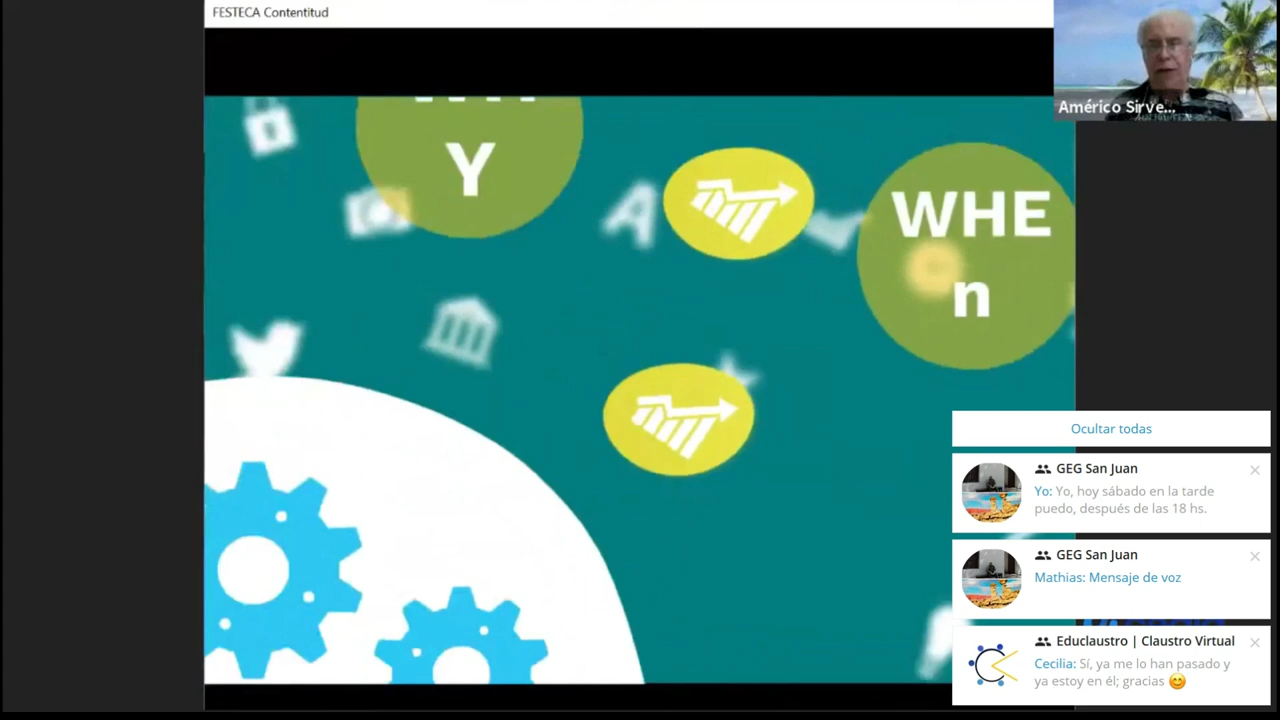 FESTECA Contentitud
Américo Sirve...
Y
WHE
n
A
Ocultar todas
GEG San Juan
Yo: Yo, hoy sábado en la tarde
puedo, después de las 18 hs.
GEG San Juan
Mathias: Mensaje de voz
Educlaustro | Claustro Virtual
Cecilia: Sí, ya me lo han pasado y
ya estoy en él; gracias 😊